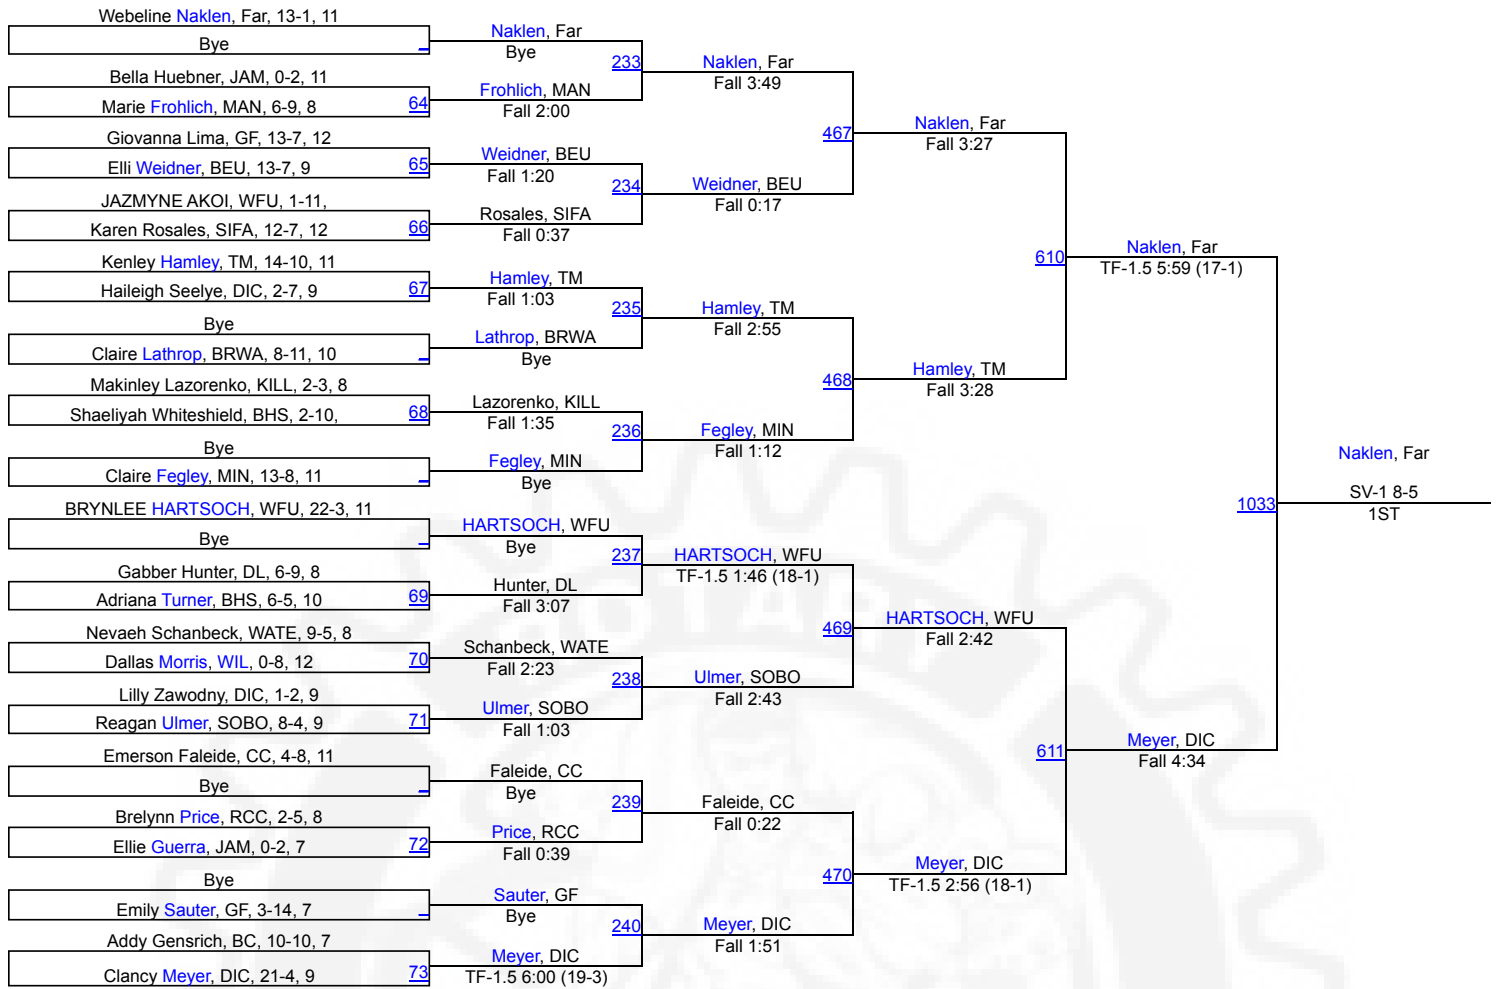 Webeline Naklen, Far, 13-1, 11
Bye
Bella Huebner, JAM, 0-2, 11
Marie Frohlich, MAN, 6-9, 8
64
Giovanna Lima, GF, 13-7, 12
Elli Weidner, BEU, 13-7, 9
65
JAZMYNE AKOI, WFU, 1-11,
Karen Rosales, SIFA, 12-7, 12
66
Kenley Hamley, TM, 14-10, 11
Haileigh Seelye, DIC, 2-7, 9
67
Bye
Claire Lathrop, BRWA, 8-11, 10
Makinley Lazorenko, KILL, 2-3, 8
Shaeliyah Whiteshield, BHS, 2-10,
68
Bye
Claire Fegley, MIN, 13-8, 11
BRYNLEE HARTSOCH, WFU, 22-3, 11
Bye
Gabber Hunter, DL, 6-9, 8
Adriana Turner, BHS, 6-5, 10
69
Nevaeh Schanbeck, WATE, 9-5, 8
Dallas Morris, WIL, 0-8, 12
70
Lilly Zawodny, DIC, 1-2, 9
Reagan Ulmer, SOBO, 8-4, 9
71
Emerson Faleide, CC, 4-8, 11
Bye
Brelynn Price, RCC, 2-5, 8
Ellie Guerra, JAM, 0-2, 7
72
Bye
Emily Sauter, GF, 3-14, 7
Addy Gensrich, BC, 10-10, 7
Clancy Meyer, DIC, 21-4, 9
73
Naklen, Far
Bye
233
Frohlich, MAN
Fall 2:00
Weidner, BEU
Fall 1:20
234
Rosales, SIFA
Fall 0:37
Hamley, TM
Fall 1:03
235
Lathrop, BRWA
Bye
Lazorenko, KILL
Fall 1:35
236
Fegley, MIN
Bye
HARTSOCH, WFU
Bye
237
Hunter, DL
Fall 3:07
Schanbeck, WATE
Fall 2:23
238
Ulmer, SOBO
Fall 1:03
Faleide, CC
Bye
239
Price, RCC
Fall 0:39
Sauter, GF
Bye
240
Meyer, DIC
TF-1.5 6:00 (19-3)
Naklen, Far
Fall 3:49
467
Weidner, BEU
Fall 0:17
Hamley, TM
Fall 2:55
468
Fegley, MIN
Fall 1:12
HARTSOCH, WFU
TF-1.5 1:46 (18-1)
469
Ulmer, SOBO
Fall 2:43
Faleide, CC
Fall 0:22
470
Meyer, DIC
Fall 1:51
Naklen, Far
Fall 3:27
610
Hamley, TM
Fall 3:28
HARTSOCH, WFU
Fall 2:42
611
Meyer, DIC
TF-1.5 2:56 (18-1)
Naklen, Far
TF-1.5 5:59 (17-1)
1033
Meyer, DIC
Fall 4:34
Naklen, Far
SV-1 8-5
1ST